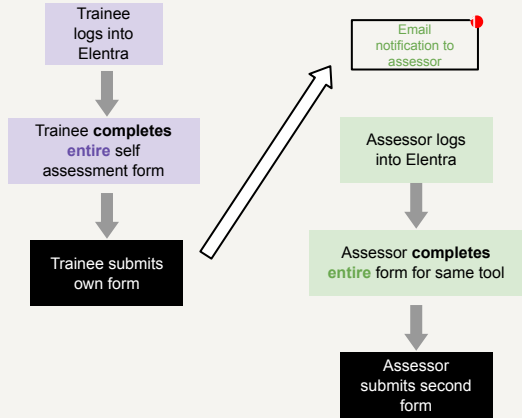 Trainee
logs into
Elentra
Trainee completes
entire self
assessment form
Trainee submits
own form
Email
notification to
assessor
Assessor logs
into Elentra
Assessor completes
entire form for same tool
Assessor
submits second
form